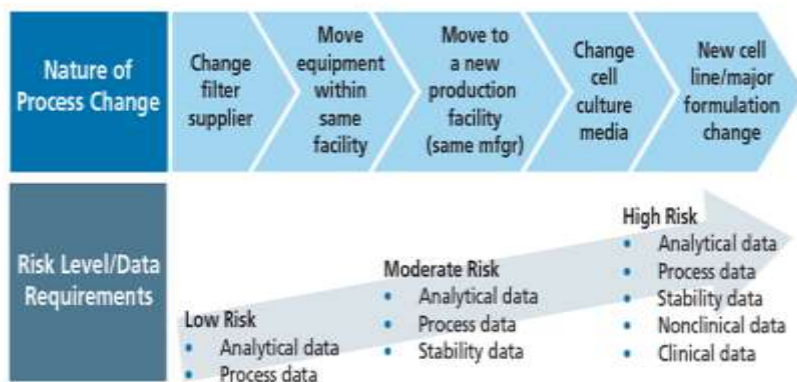 Nature of
Process Change
Change
filter
supplier
Move
equipment
within
same
facility
Move to
a new
production
facility
(same mfgr)
Change
cell
culture
media
New cell
line/major
formulation
change
Risk Level/Data
Requirements
Low Risk
• Analytical data
• Process data
Moderate Risk
• Analytical data
• Process data
• Stability data
High Risk
• Analytical data
• Process data
• Stability data
• Nonclinical data
• Clinical data